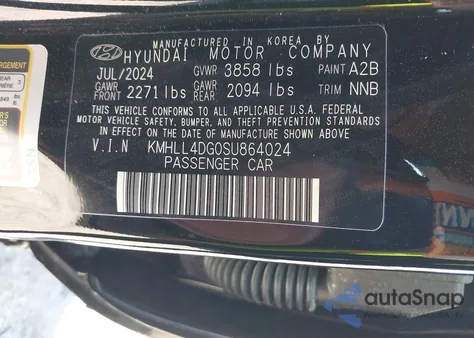 MANUFACTURED IN KOREA BY
HYUNDAI MOTOR COMPANY
JUL/2024 GVWR 3858 lbs PAINT A2B
GAWR FRONT 2271 lbs GAWR REAR 2094 lbs TRIM NNB
THIS VEHICLE CONFORMS TO ALL APPLICABLE U.S.A. FEDERAL
MOTOR VEHICLE SAFETY, BUMPER, AND THEFT PREVENTION STANDARDS
IN EFFECT ON THE DATE OF MANUFACTURE SHOWN ABOVE.
V.I.N KMHLL4DG0SU864024
PASSENGER CAR
autoSnap